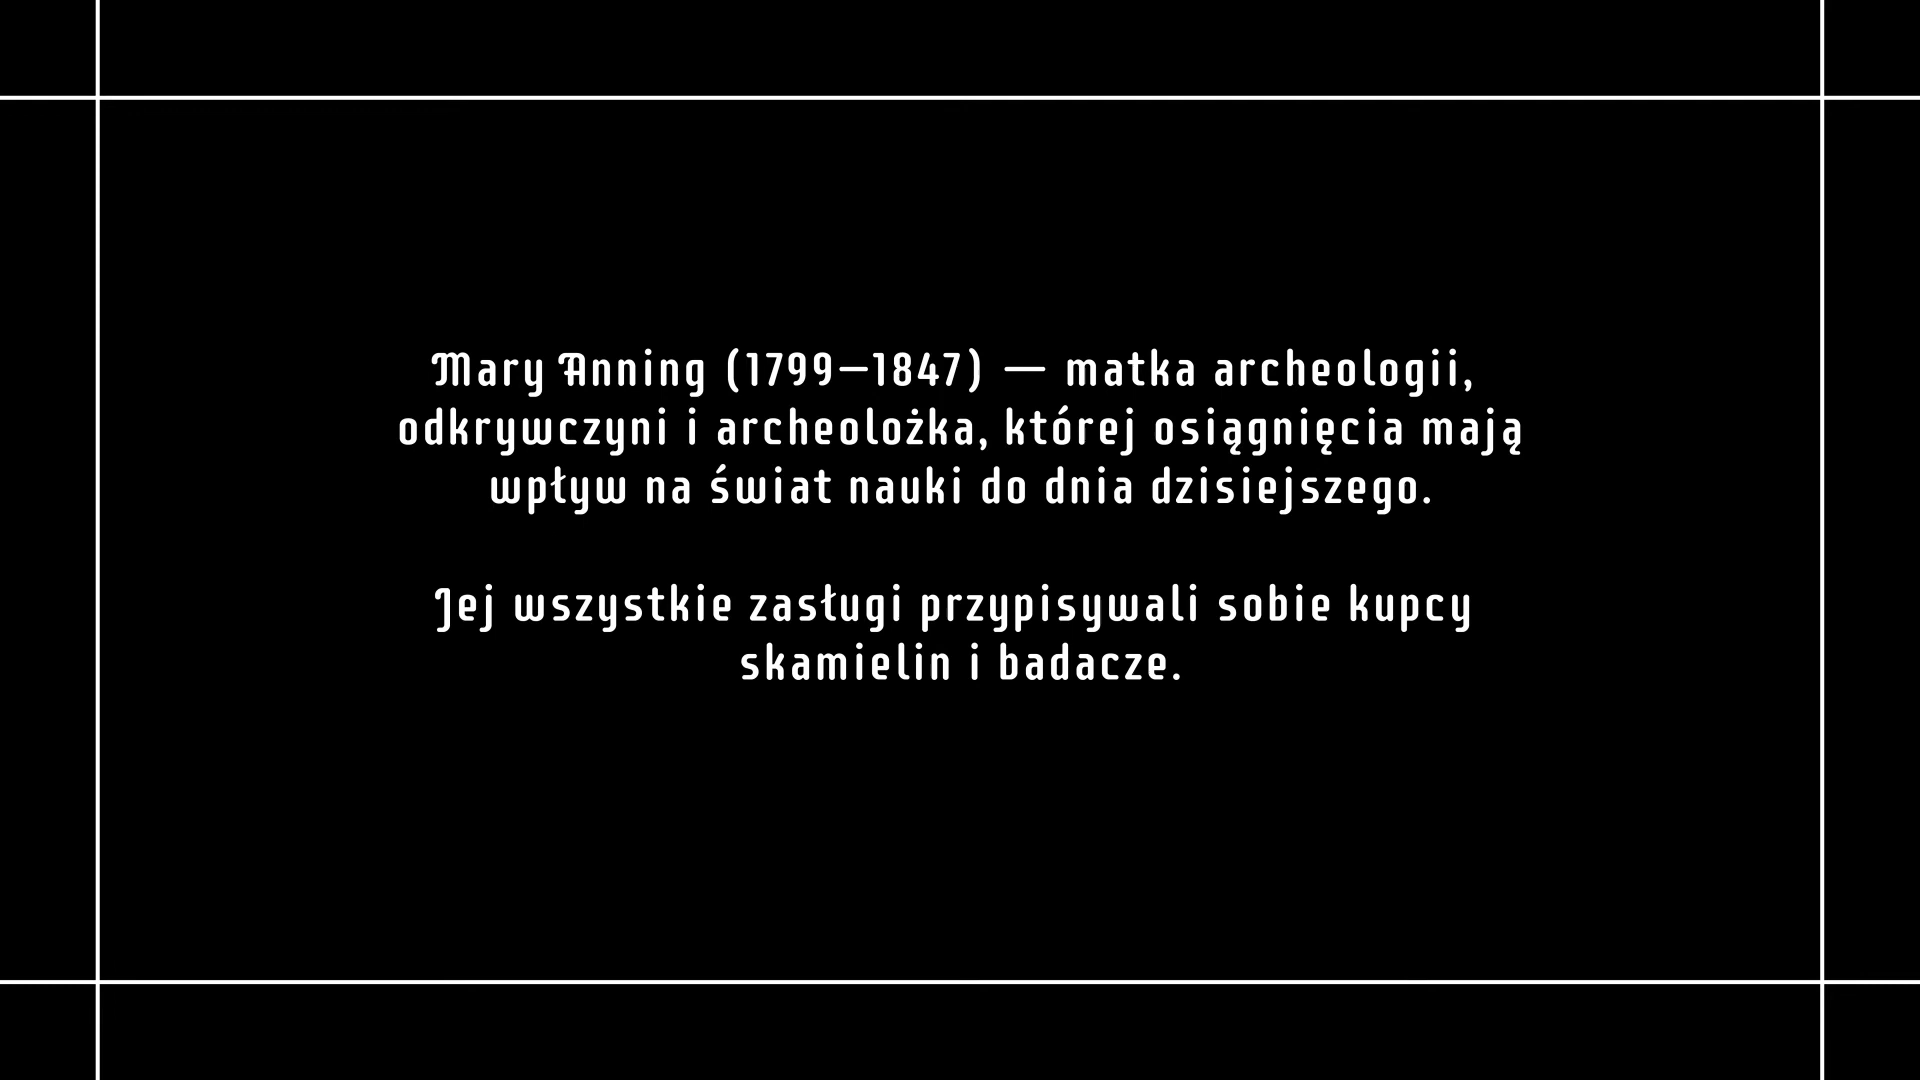 Mary Anning (1799–1847) — matka archeologii,
odkrywczyni i archeolożka, której osiągnięcia mają
wpływ na świat nauki do dnia dzisiejszego.
Jej wszystkie zasługi przypisywali sobie kupcy
skamielin i badacze.